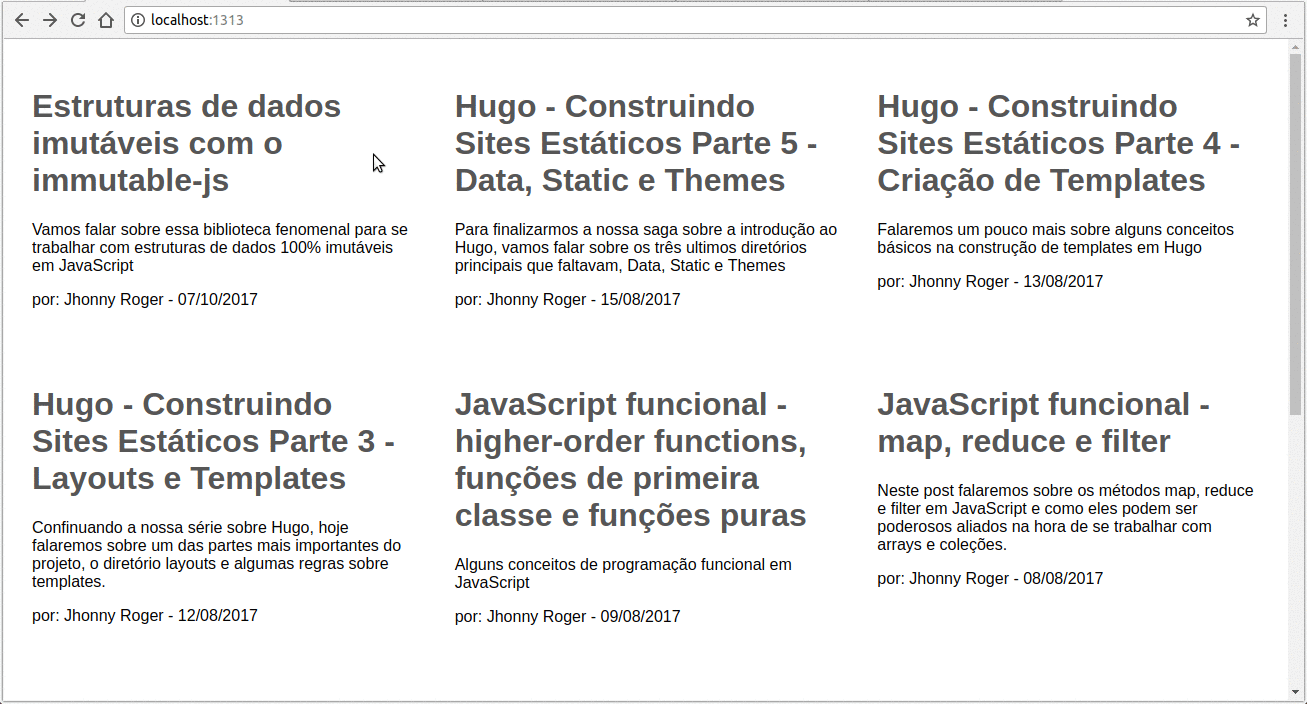 localhost:1313
Estruturas de dados
imutáveis com o
immutable-js
Vamos falar sobre essa biblioteca fenomenal para se
trabalhar com estruturas de dados 100% imutáveis
em JavaScript
por: Jhonny Roger - 07/10/2017
Hugo - Construindo
Sites Estáticos Parte 5 -
Data, Static e Themes
Para finalizarmos a nossa saga sobre a introdução ao
Hugo, vamos falar sobre os três ultimos diretórios
principais que faltavam, Data, Static e Themes
por: Jhonny Roger - 15/08/2017
Hugo - Construindo
Sites Estáticos Parte 4 -
Criação de Templates
Falaremos um pouco mais sobre alguns conceitos
básicos na construção de templates em Hugo
por: Jhonny Roger - 13/08/2017
Hugo - Construindo
Sites Estáticos Parte 3 -
Layouts e Templates
Confinuando a nossa série sobre Hugo, hoje
falaremos sobre um das partes mais importantes do
projeto, o diretório layouts e algumas regras sobre
templates.
por: Jhonny Roger - 12/08/2017
JavaScript funcional -
higher-order functions,
funções de primeira
classe e funções puras
Alguns conceitos de programação funcional em
JavaScript
por: Jhonny Roger - 09/08/2017
JavaScript funcional -
map, reduce e filter
Neste post falaremos sobre os métodos map, reduce
e filter em JavaScript e como eles podem ser
poderosos aliados na hora de se trabalhar com
arrays e coleções.
por: Jhonny Roger - 08/08/2017